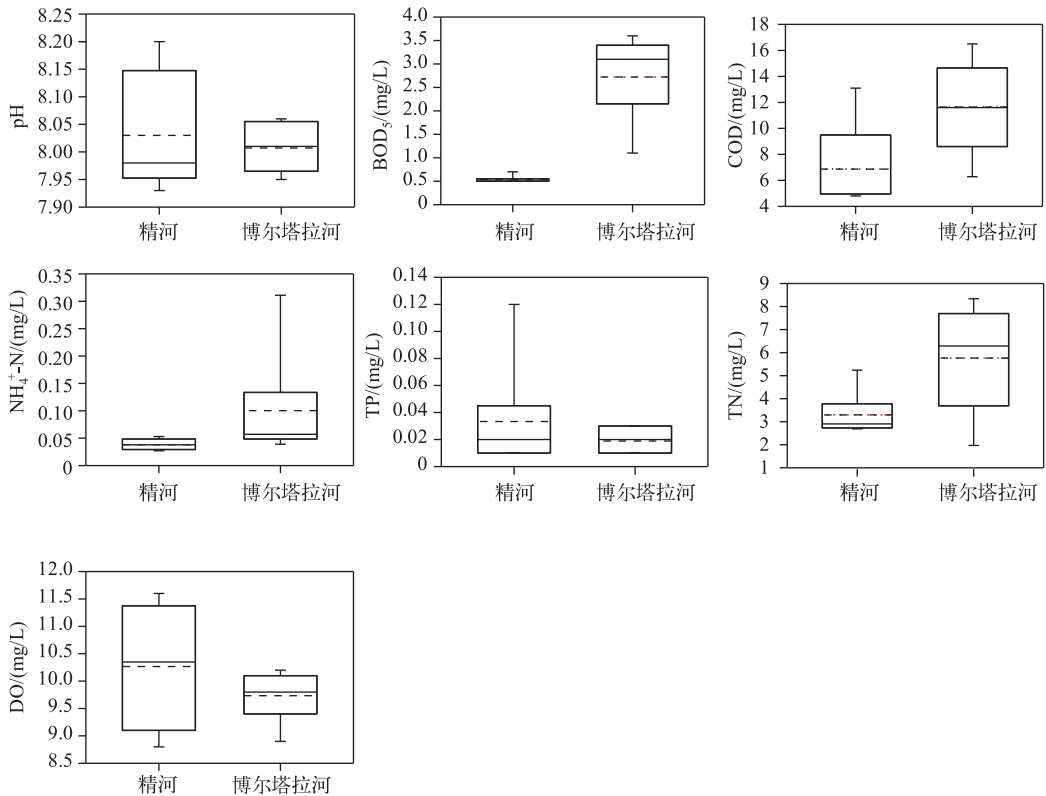 8.25
8.20
8.15
8.10
8.05
8.00
7.95
7.90
pH
精河
博尔塔拉河
4.0
3.5
3.0
2.5
2.0
1.5
1.0
0.5
0
BOD₅/(mg/L)
精河
博尔塔拉河
18
16
14
12
10
8
6
4
COD/(mg/L)
精河
博尔塔拉河
0.35
0.30
0.25
0.20
0.15
0.10
0.05
0
NH₄⁺-N/(mg/L)
精河
博尔塔拉河
0.14
0.12
0.10
0.08
0.06
0.04
0.02
0
TP/(mg/L)
精河
博尔塔拉河
9
8
7
6
5
4
3
2
1
TN/(mg/L)
精河
博尔塔拉河
12.0
11.5
11.0
10.5
10.0
9.5
9.0
8.5
DO/(mg/L)
精河
博尔塔拉河